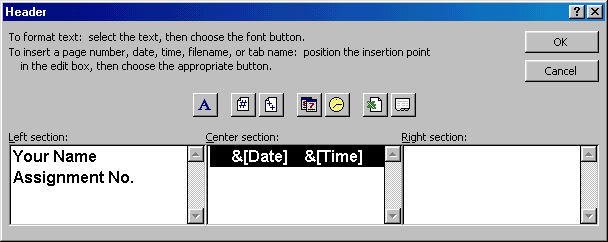 Header
To format text: select the text, then choose the font button.
To insert a page number, date, time, filename, or tab name: position the insertion point
in the edit box, then choose the appropriate button.
OK
Cancel
A
Left section:
Center section:
Right section:
Your Name
Assignment No.
&[Date] &[Time]